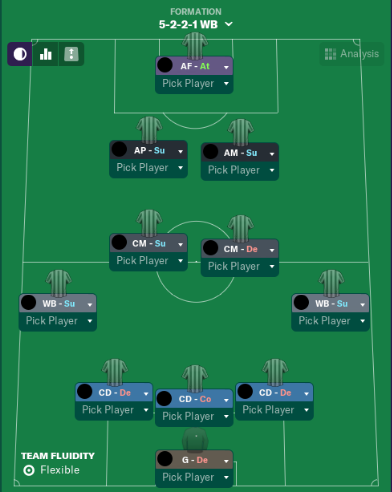 FORMATION
5-2-2-1 WB
Analysis
AF - At
Pick Player
AP - Su
AM - Su
Pick Player
Pick Player
CM - Su
CM - De
Pick Player
Pick Player
WB - Su
WB - Su
Pick Player
Pick Player
CD - De
CD - Co
CD - De
Pick Player
Pick Player
Pick Player
TEAM FLUIDITY
Flexible
G - De
Pick Player